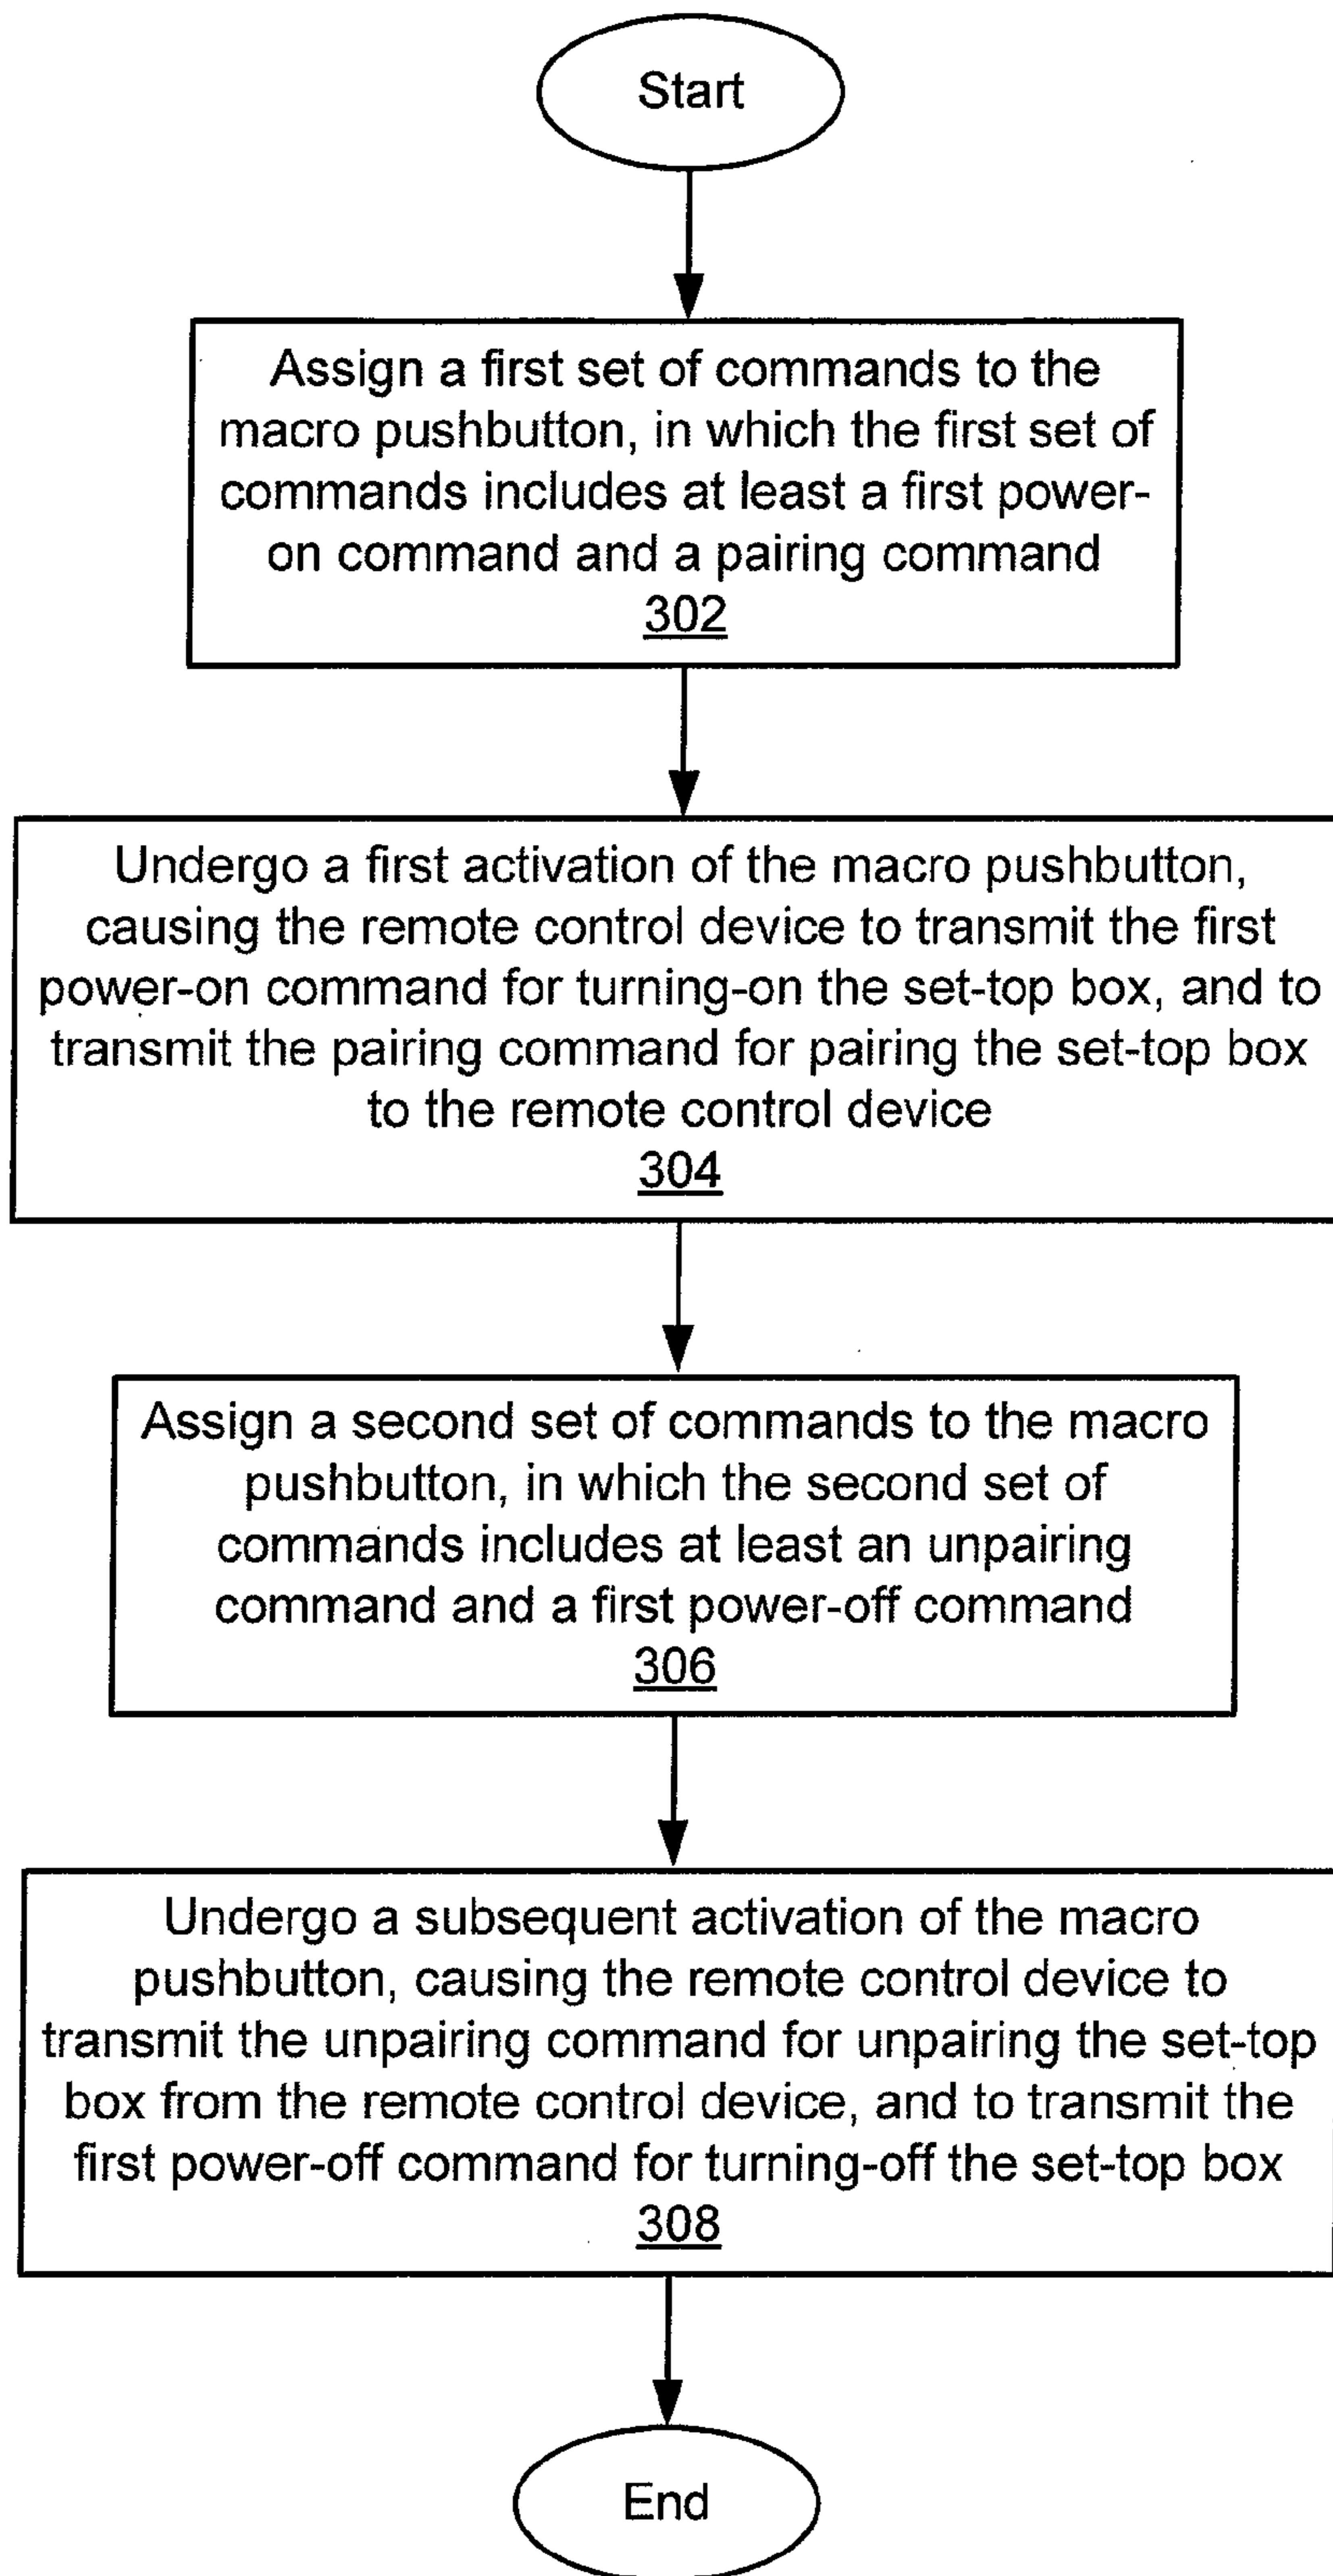 Start
Assign a first set of commands to the
macro pushbutton, in which the first set of
commands includes at least a first power-
on command and a pairing command
302
Undergo a first activation of the macro pushbutton,
causing the remote control device to transmit the first
power-on command for turning-on the set-top box, and to
transmit the pairing command for pairing the set-top box
to the remote control device
304
Assign a second set of commands to the macro
pushbutton, in which the second set of
commands includes at least an unpairing
command and a first power-off command
306
Undergo a subsequent activation of the macro
pushbutton, causing the remote control device to
transmit the unpairing command for unpairing the set-top
box from the remote control device, and to transmit the
first power-off command for turning-off the set-top box
308
End